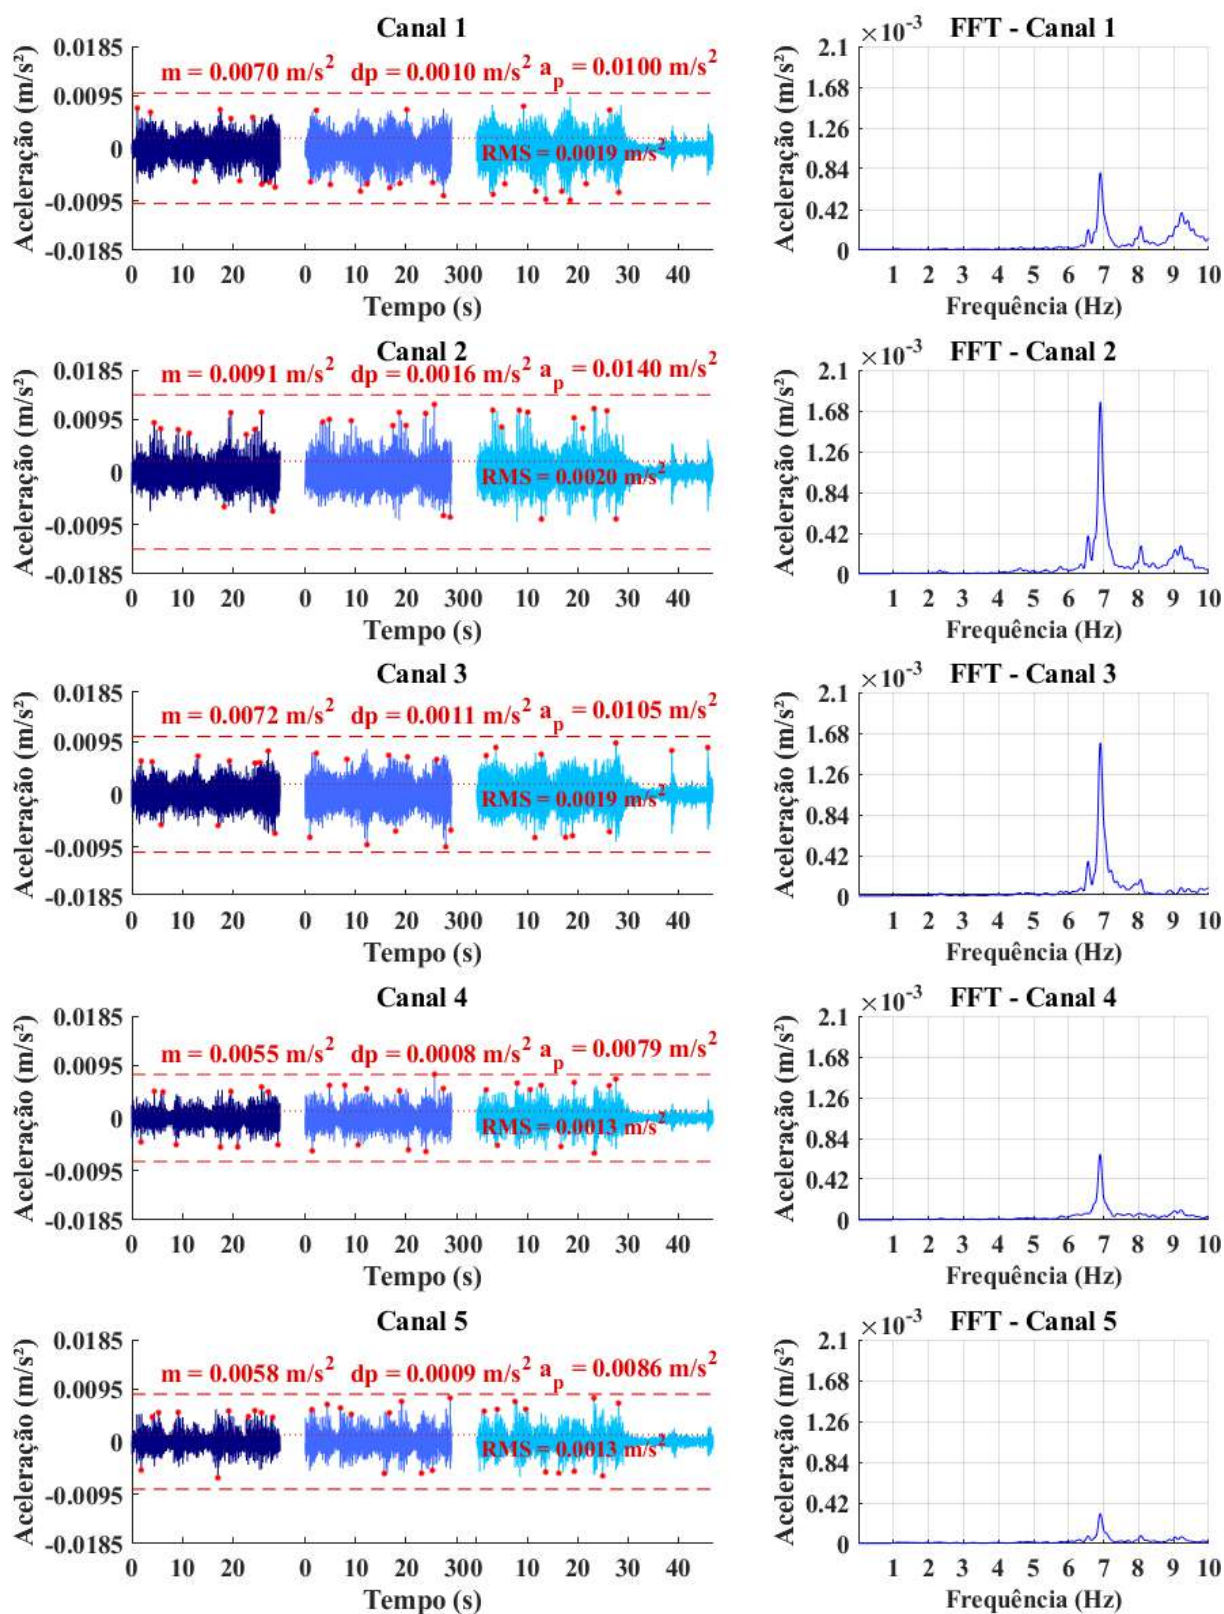 Canal 1
0.0185
m = 0.0070 m/s² dp = 0.0010 m/s² aₚ = 0.0100 m/s²
0.0095
0
RMS = 0.0019 m/s²
-0.0095
-0.0185
Aceleração (m/s²)
0 10 20 0 10 20 300 10 20 30 40
Tempo (s)
×10⁻³ FFT - Canal 1
2.1
1.68
1.26
0.84
0.42
0
Aceleração (m/s²)
1 2 3 4 5 6 7 8 9 10
Frequência (Hz)
Canal 2
0.0185
m = 0.0091 m/s² dp = 0.0016 m/s² aₚ = 0.0140 m/s²
0.0095
0
RMS = 0.0020 m/s²
-0.0095
-0.0185
Aceleração (m/s²)
0 10 20 0 10 20 300 10 20 30 40
Tempo (s)
×10⁻³ FFT - Canal 2
2.1
1.68
1.26
0.84
0.42
0
Aceleração (m/s²)
1 2 3 4 5 6 7 8 9 10
Frequência (Hz)
Canal 3
0.0185
m = 0.0072 m/s² dp = 0.0011 m/s² aₚ = 0.0105 m/s²
0.0095
0
RMS = 0.0019 m/s²
-0.0095
-0.0185
Aceleração (m/s²)
0 10 20 0 10 20 300 10 20 30 40
Tempo (s)
×10⁻³ FFT - Canal 3
2.1
1.68
1.26
0.84
0.42
0
Aceleração (m/s²)
1 2 3 4 5 6 7 8 9 10
Frequência (Hz)
Canal 4
0.0185
m = 0.0055 m/s² dp = 0.0008 m/s² aₚ = 0.0079 m/s²
0.0095
0
RMS = 0.0013 m/s²
-0.0095
-0.0185
Aceleração (m/s²)
0 10 20 0 10 20 300 10 20 30 40
Tempo (s)
×10⁻³ FFT - Canal 4
2.1
1.68
1.26
0.84
0.42
0
Aceleração (m/s²)
1 2 3 4 5 6 7 8 9 10
Frequência (Hz)
Canal 5
0.0185
m = 0.0058 m/s² dp = 0.0009 m/s² aₚ = 0.0086 m/s²
0.0095
0
RMS = 0.0013 m/s²
-0.0095
-0.0185
Aceleração (m/s²)
0 10 20 0 10 20 300 10 20 30 40
Tempo (s)
×10⁻³ FFT - Canal 5
2.1
1.68
1.26
0.84
0.42
0
Aceleração (m/s²)
1 2 3 4 5 6 7 8 9 10
Frequência (Hz)